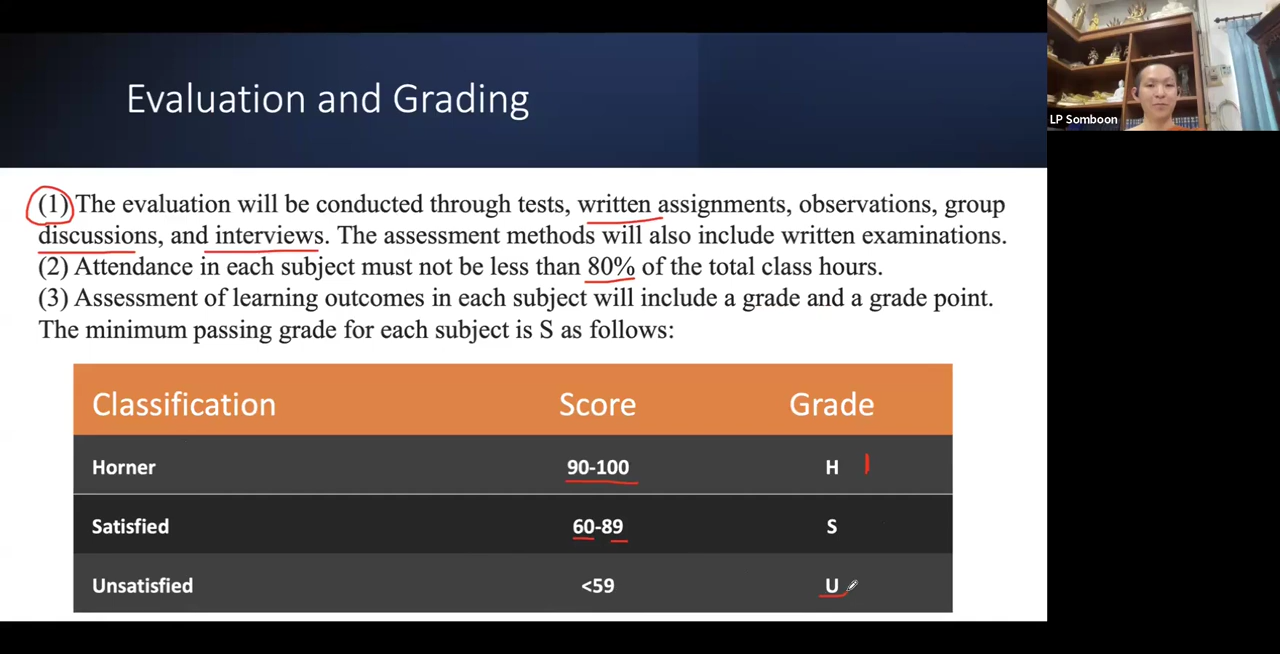 Evaluation and Grading
LP Somboon
(1) The evaluation will be conducted through tests, written assignments, observations, group
discussions, and interviews. The assessment methods will also include written examinations.
(2) Attendance in each subject must not be less than 80% of the total class hours.
(3) Assessment of learning outcomes in each subject will include a grade and a grade point.
The minimum passing grade for each subject is S as follows:
Classification Score Grade
Horner 90-100 H
Satisfied 60-89 S
Unsatisfied <59 U